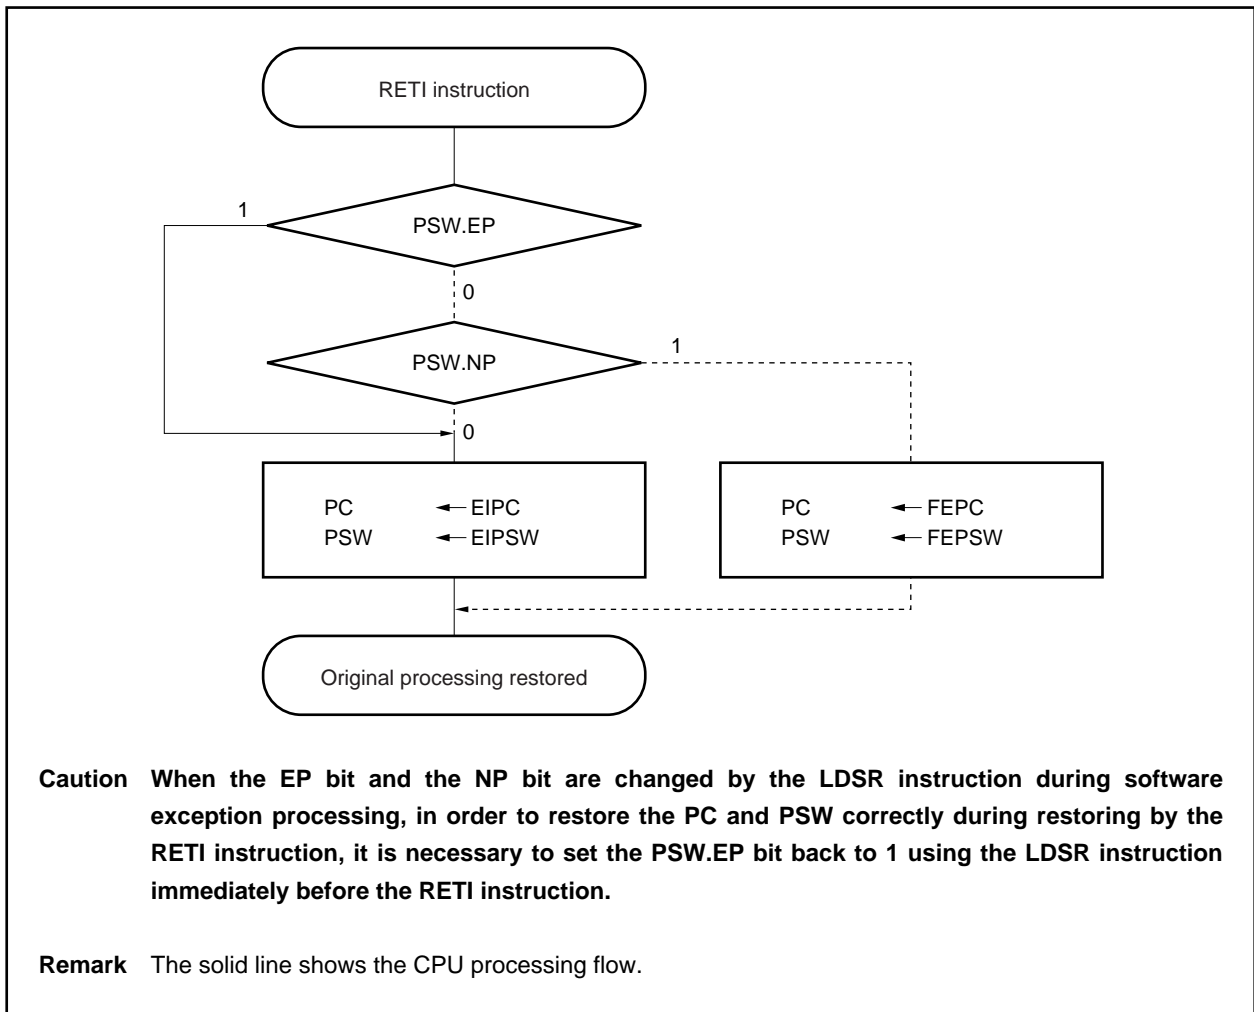 RETI instruction
1
PSW.EP
0
1
PSW.NP
0
PC ← EIPC
PSW ← EIPSW
PC ← FEPC
PSW ← FEPSW
Original processing restored
Caution When the EP bit and the NP bit are changed by the LDSR instruction during software
exception processing, in order to restore the PC and PSW correctly during restoring by the
RETI instruction, it is necessary to set the PSW.EP bit back to 1 using the LDSR instruction
immediately before the RETI instruction.
Remark The solid line shows the CPU processing flow.